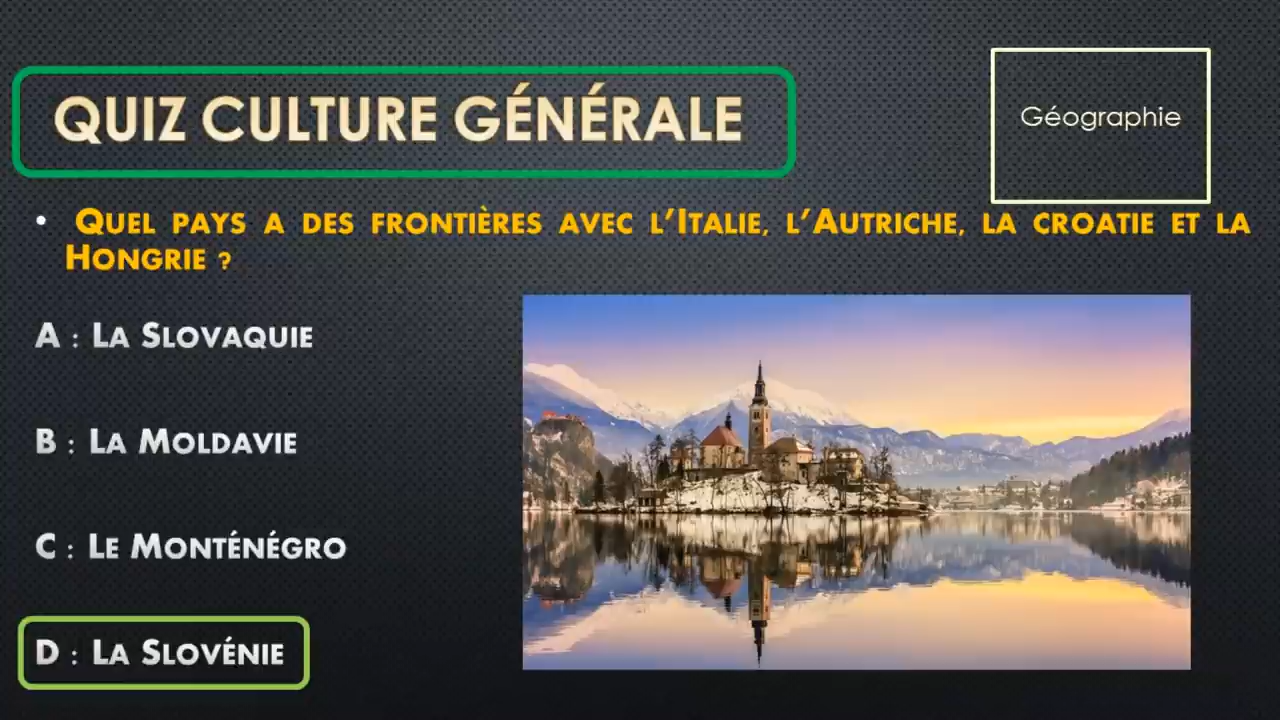 QUIZ CULTURE GÉNÉRALE
Géographie
• QUEL PAYS A DES FRONTIÈRES AVEC L'ITALIE, L'AUTRICHE, LA CROATIE ET LA
HONGRIE ?
A : LA SLOVAQUIE
B : LA MOLDAVIE
C : LE MONTÉNÉGRO
D : LA SLOVÉNIE